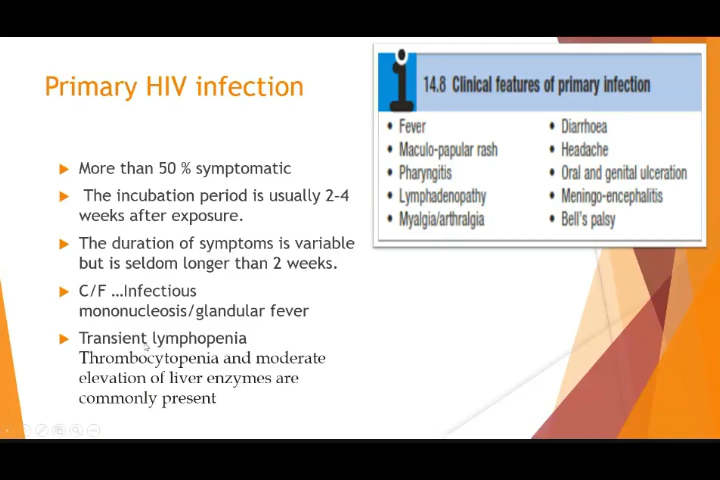 Primary HIV infection
More than 50 % symptomatic
The incubation period is usually 2-4
weeks after exposure.
The duration of symptoms is variable
but is seldom longer than 2 weeks.
C/F …Infectious
mononucleosis/glandular fever
Transient lymphopenia
Thrombocytopenia and moderate
elevation of liver enzymes are
commonly present
i
14.8 Clinical features of primary infection
• Fever
• Maculo-papular rash
• Pharyngitis
• Lymphadenopathy
• Myalgia/arthralgia
• Diarrhoea
• Headache
• Oral and genital ulceration
• Meningo-encephalitis
• Bell's palsy